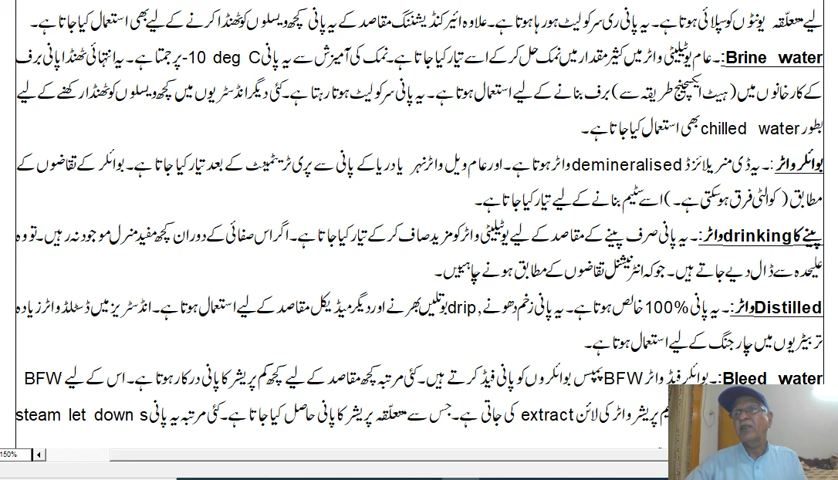 لیے متعلقہ یونٹوں کو سپلائی ہوتا ہے۔ یہ پانی ری سرکولیٹ ہو رہا ہوتا ہے۔ علاوہ ائیر کنڈیشننگ مقاصد کے یہ پانی کچھ ویسلوں کو ٹھنڈا کرنے کے لیے بھی استعمال کیا جاتا ہے۔
Brine water:۔ عام یوٹیلیٹی واٹر میں کثیر مقدار میں نمک حل کر کے اسے تیار کیا جاتا ہے۔ نمک کی آمیزش سے یہ پانی -10 deg C پر جمتا ہے۔ یہ انتہائی ٹھنڈا پانی برف
کے کارخانوں میں (ہیٹ ایکسچینج طریقہ سے) برف بنانے کے لیے استعمال ہوتا ہے۔ یہ پانی سرکولیٹ ہوتا رہتا ہے۔ کئی دیگر انڈسٹریوں میں کچھ ویسلوں کو ٹھنڈا رکھنے کے لیے
بطور chilled water بھی استعمال کیا جاتا ہے۔
بوائلر واٹر:۔ یہ ڈی منریلائزڈ demineralised واٹر ہوتا ہے۔ اور عام ویل واٹر نہر یا دریا کے پانی سے پری ٹریٹمیوٹ کے بعد تیار کیا جاتا ہے۔ بوائلر کے تقاضوں کے
مطابق (کوالٹی فرق ہو سکتی ہے۔) اسے سٹیم بنانے کے لیے تیار کیا جاتا ہے۔
پینے کا drinking واٹر:۔ یہ پانی صرف پینے کے مقاصد کے لیے یوٹیلیٹی واٹر کو مزید صاف کر کے تیار کیا جاتا ہے۔ اگر اس صفائی کے دوران کچھ مفید منرل موجود نہ رہیں۔ تو وہ
علیحدہ سے ڈال دیے جاتے ہیں۔ جو کہ انٹرنیشنل تقاضوں کے مطابق ہونے چاہیئیں۔
Distilled واٹر:۔ یہ پانی 100% خالص ہوتا ہے۔ یہ پانی زخم دھونے, drip بوتلیں بھرنے اور دیگر میڈیکل مقاصد کے لیے استعمال ہوتا ہے۔ انڈسٹریز میں ڈسٹلڈ واٹر زیادہ
تر بیٹریوں میں چارجنگ کے لیے استعمال ہوتا ہے۔
Bleed water:۔ بوائلر فیڈ واٹر BFW پمپس بوائلروں کو پانی فیڈ کرتے ہیں۔ کئی مرتبہ کچھ مقاصد کے لیے کچھ کم پریشر کا پانی درکار ہوتا ہے۔ اس کے لیے BFW
کم پریشر واٹر کی لائن extract کی جاتی ہے۔ جس سے متعلقہ پریشر کا پانی حاصل کیا جاتا ہے۔ کئی مرتبہ یہ پانی steam let down s
150%